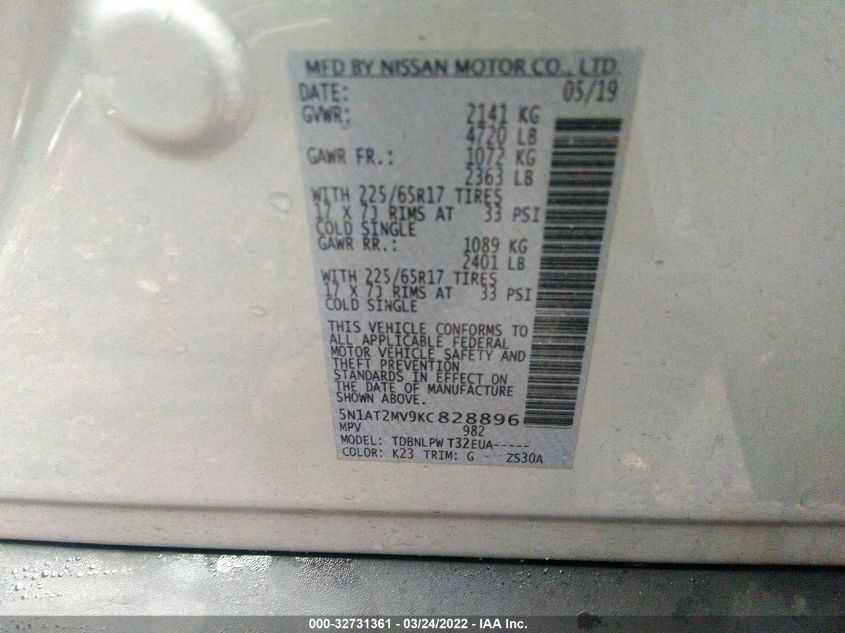 MFD BY NISSAN MOTOR CO., LTD.
DATE: 05/19
GVWR: 2141 KG
4720 LB
GAWR FR.: 1072 KG
2363 LB
WITH 225/65R17 TIRES
17 X 7J RIMS AT 33 PSI
COLD SINGLE
GAWR RR.: 1089 KG
2401 LB
WITH 225/65R17 TIRES
17 X 7J RIMS AT 33 PSI
COLD SINGLE
THIS VEHICLE CONFORMS TO
ALL APPLICABLE FEDERAL
MOTOR VEHICLE SAFETY AND
THEFT PREVENTION
STANDARDS IN EFFECT ON
THE DATE OF MANUFACTURE
SHOWN ABOVE.
5N1AT2MV9KC828896
MPV 982
MODEL: TDBNLPW T32EUA-----
COLOR: K23 TRIM: G ZS30A
000-32731361 - 03/24/2022 - IAA Inc.